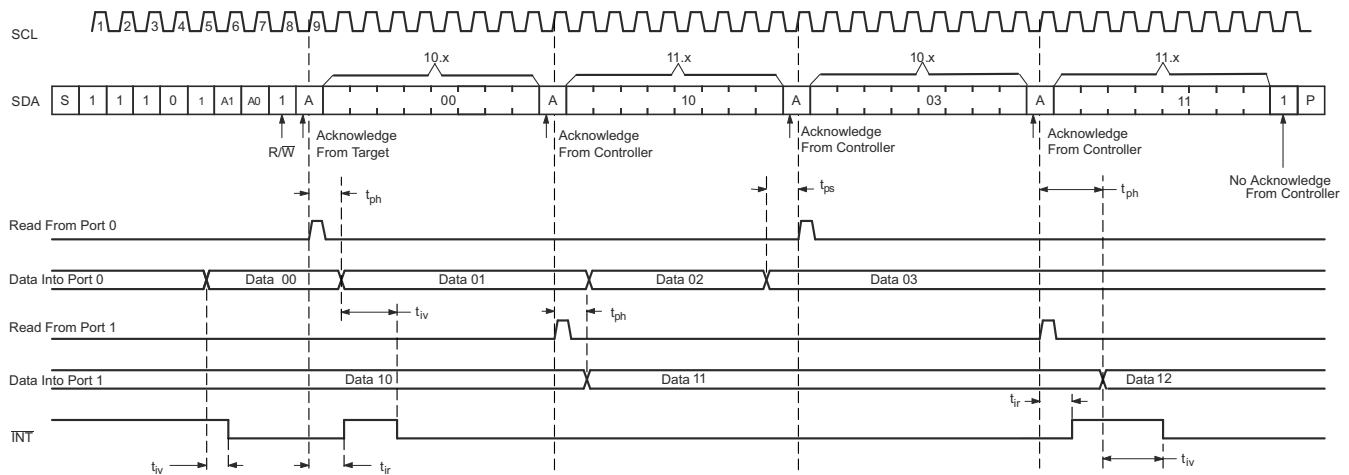 SCL
1 2 3 4 5 6 7 8 9
10.x 11.x 10.x 11.x
SDA S 1 1 1 0 1 A1 A0 1 A 00 A 10 A 03 A 11 1 P
R/W̅
Acknowledge
From Target
Acknowledge
From Controller
Acknowledge
From Controller
Acknowledge
From Controller
No Acknowledge
From Controller
tph
tps
tph
Read From Port 0
Data Into Port 0 Data 00 Data 01 Data 02 Data 03
tiv
tph
Read From Port 1
Data Into Port 1 Data 10 Data 11 Data 12
tir
I̅N̅T̅
tiv
tir
tiv